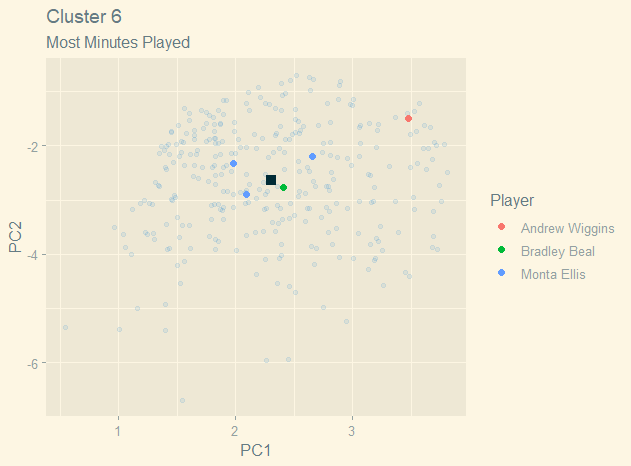 Cluster 6
Most Minutes Played
-2
-4
-6
PC2
1 2 3
PC1
Player
Andrew Wiggins
Bradley Beal
Monta Ellis